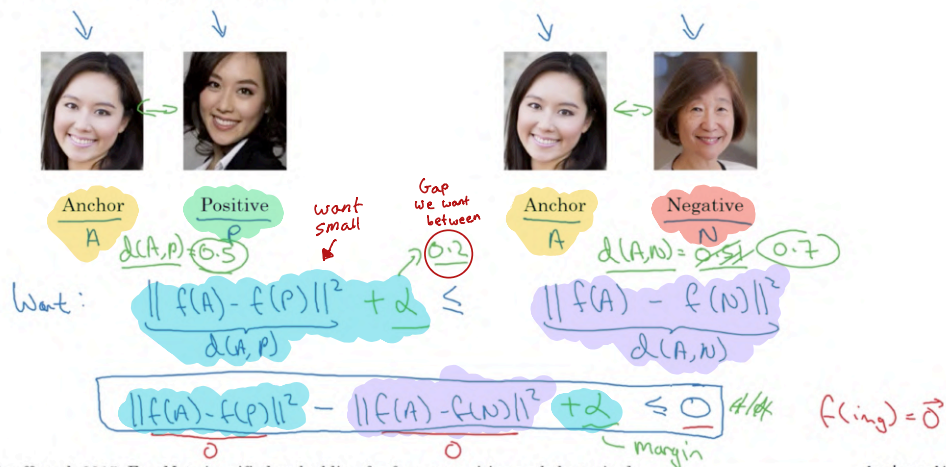 Anchor
A
Positive
P
Anchor
A
Negative
N
want small
Gap
we want
between
d(A,P) = 0.5
0.2
d(A,N) = 0.51 0.7
Want: ||f(A) - f(P)||² + α ≤ ||f(A) - f(N)||²
d(A,P)
d(A,N)
||f(A)-f(P)||² - ||f(A)-f(N)||² + α ≤ 0
0
0
margin
f(img) = 0⃗